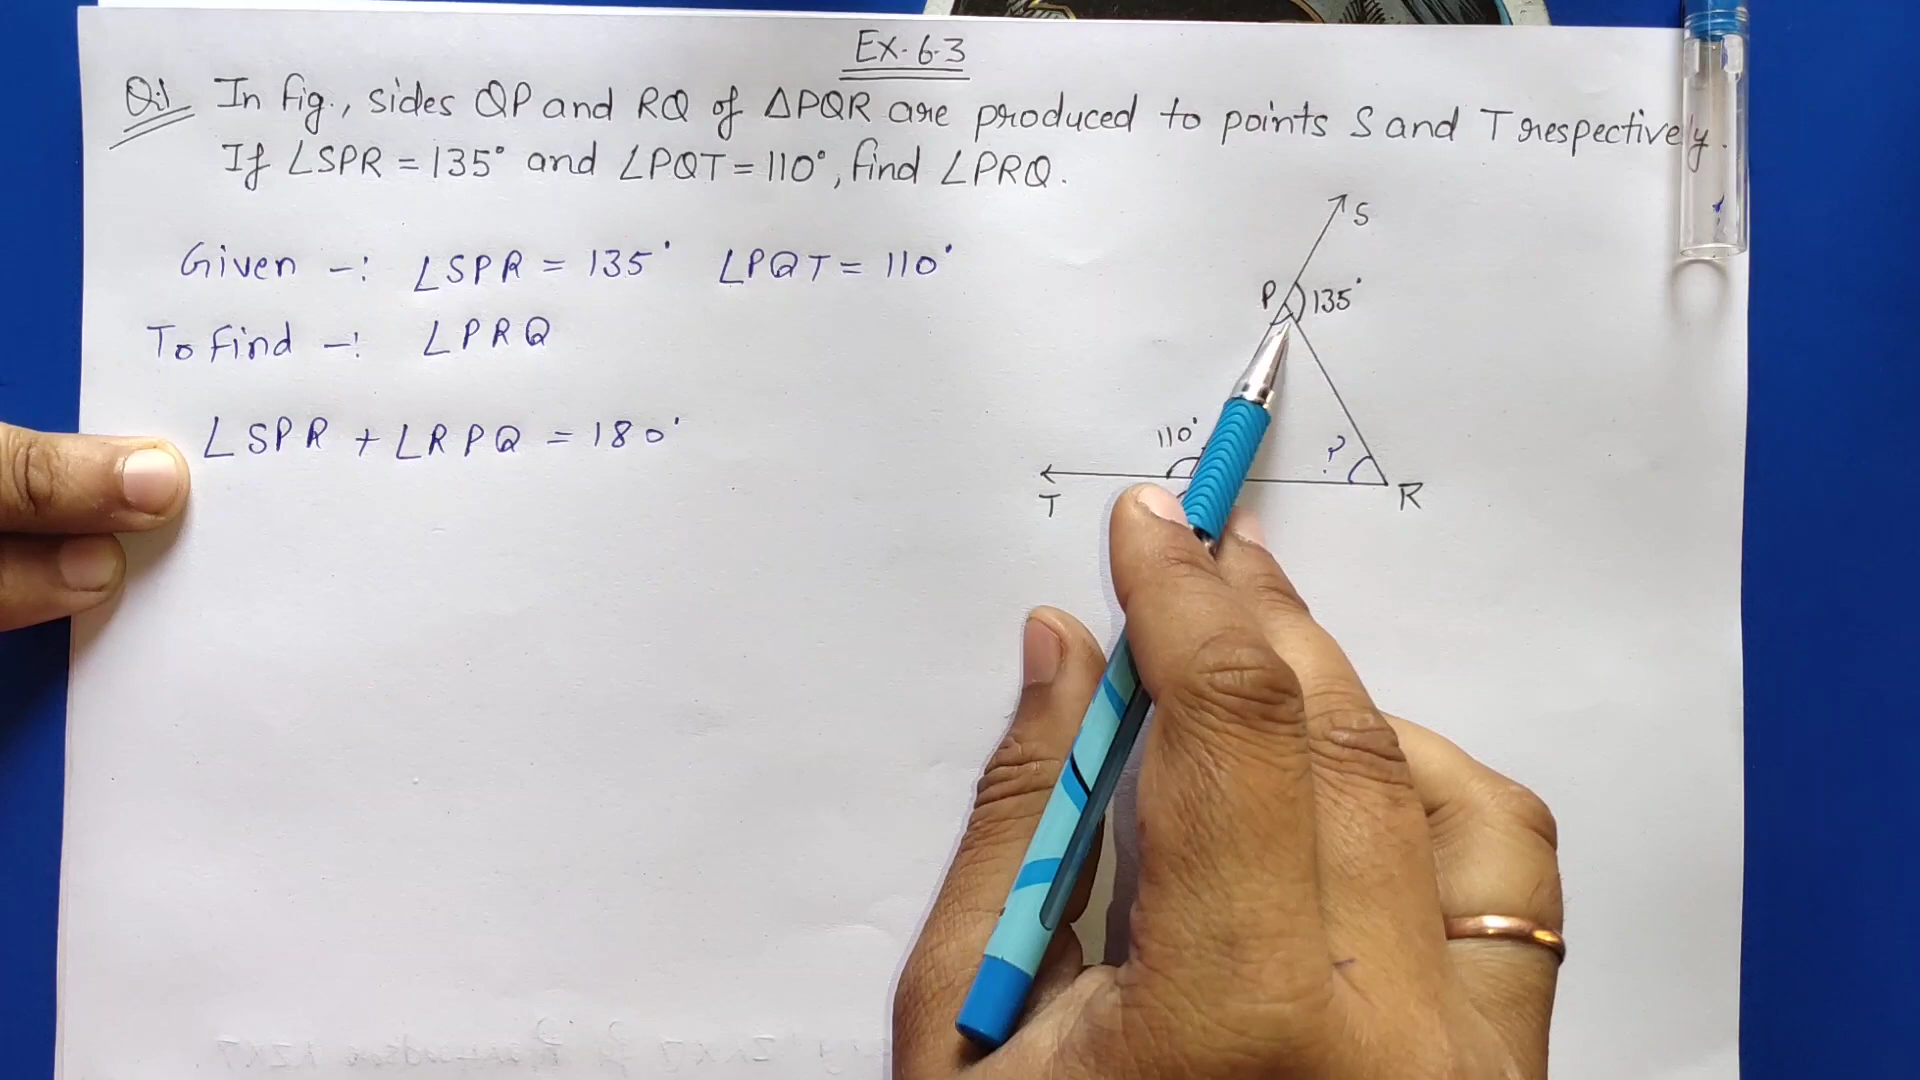 Ex. 6.3
Q.1 In fig., sides QP and RQ of △PQR are produced to points S and T respectively.
If ∠SPR = 135° and ∠PQT = 110°, find ∠PRQ.
Given -: ∠SPR = 135° ∠PQT = 110°
To find -: ∠PRQ
∠SPR + ∠RPQ = 180°
S
P 135°
110° ?
T R